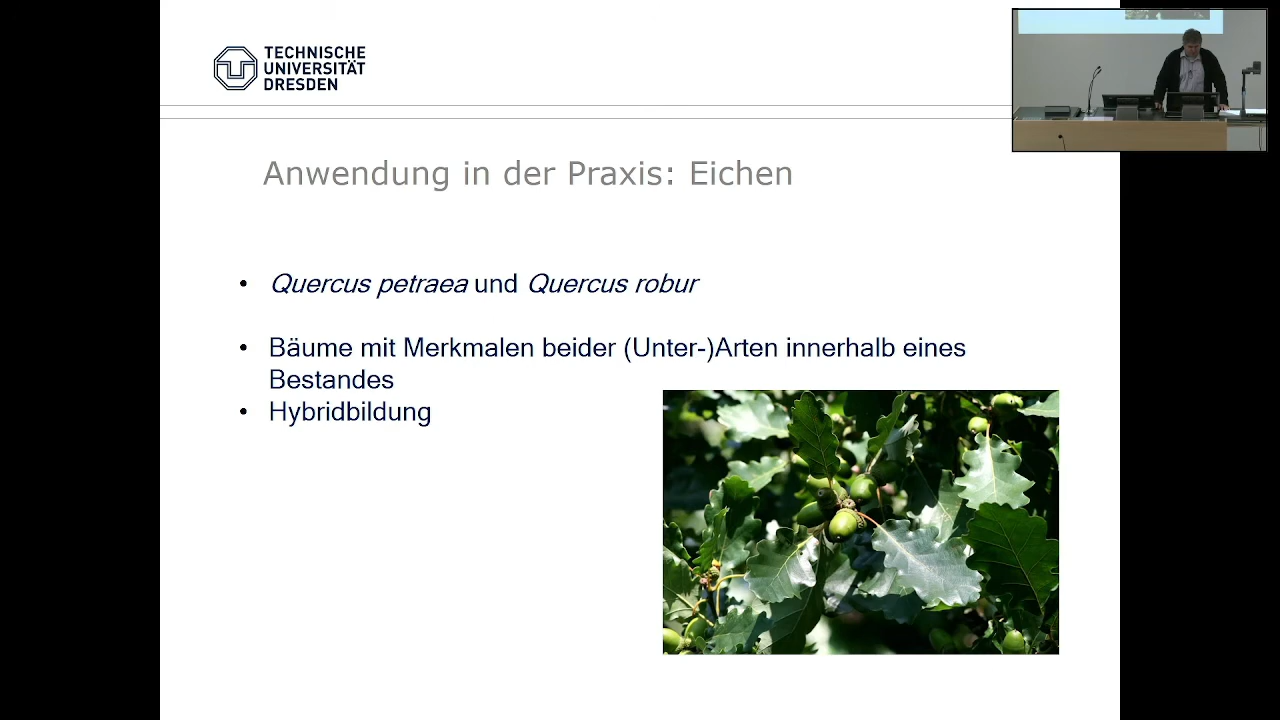 TECHNISCHE
UNIVERSITÄT
DRESDEN
Anwendung in der Praxis: Eichen
• Quercus petraea und Quercus robur
• Bäume mit Merkmalen beider (Unter-)Arten innerhalb eines
Bestandes
• Hybridbildung